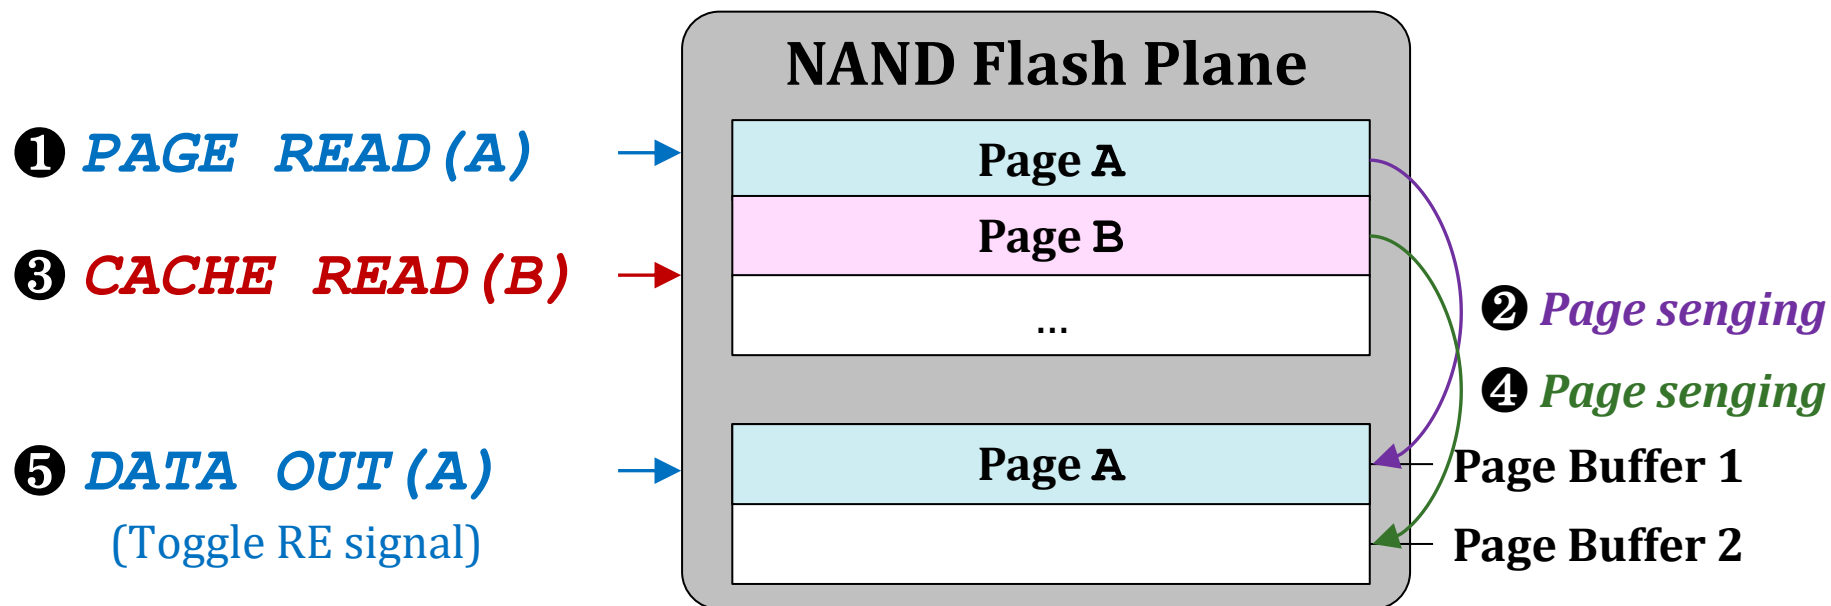 NAND Flash Plane
❶ PAGE READ(A)
Page A
Page B
❸ CACHE READ(B)
...
❷ Page senging
❹ Page senging
❺ DATA OUT(A)
(Toggle RE signal)
Page A
Page Buffer 1
Page Buffer 2